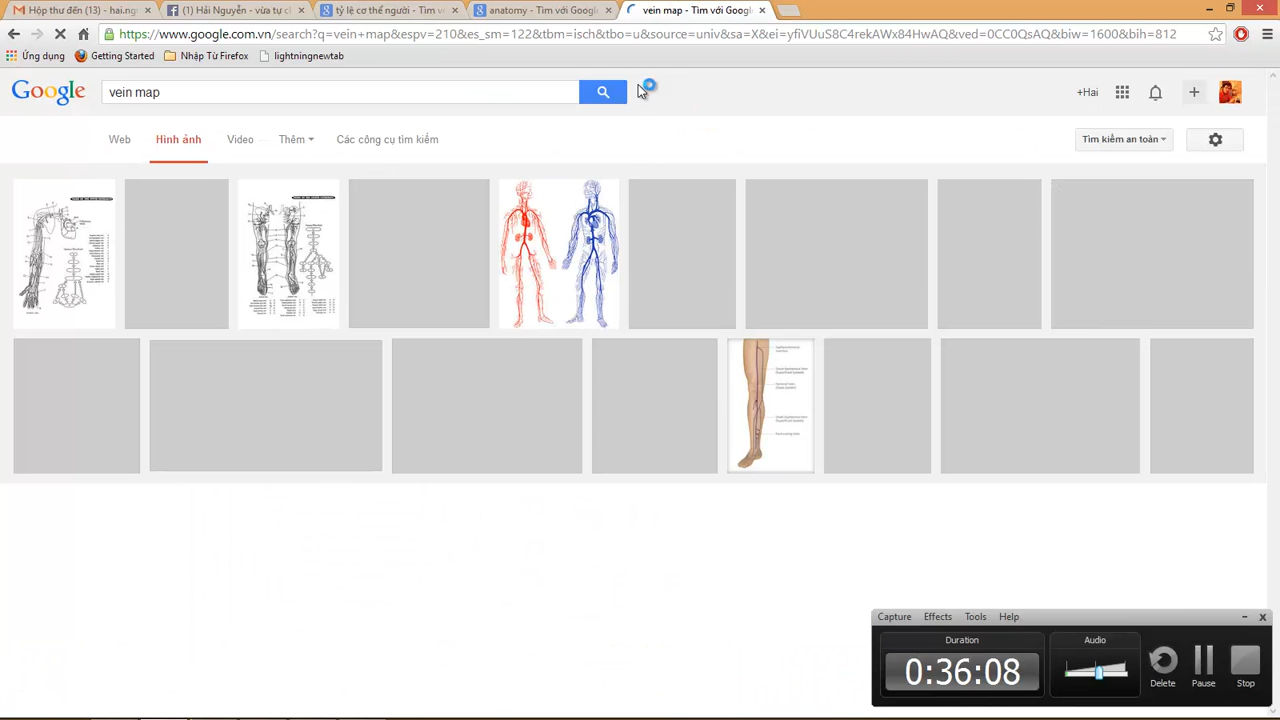 Hộp thư đến (13) - hai.ng
(1) Hải Nguyễn - vừa tự c
tỷ lệ cơ thể người - Tìm v
anatomy - Tìm với Googl
vein map - Tìm với Googl
https://www.google.com.vn/search?q=vein+map&espv=210&es_sm=122&tbm=isch&tbo=u&source=univ&sa=X&ei=yfiVUuS8C4rekAWx84HwAQ&ved=0CC0QsAQ&biw=1600&bih=812
Ứng dụng Getting Started Nhập Từ Firefox lightningnewtab
Google vein map +Hai
Web Hình ảnh Video Thêm Các công cụ tìm kiếm Tìm kiếm an toàn
Capture Effects Tools Help
Duration Audio
0:36:08
Delete Pause Stop